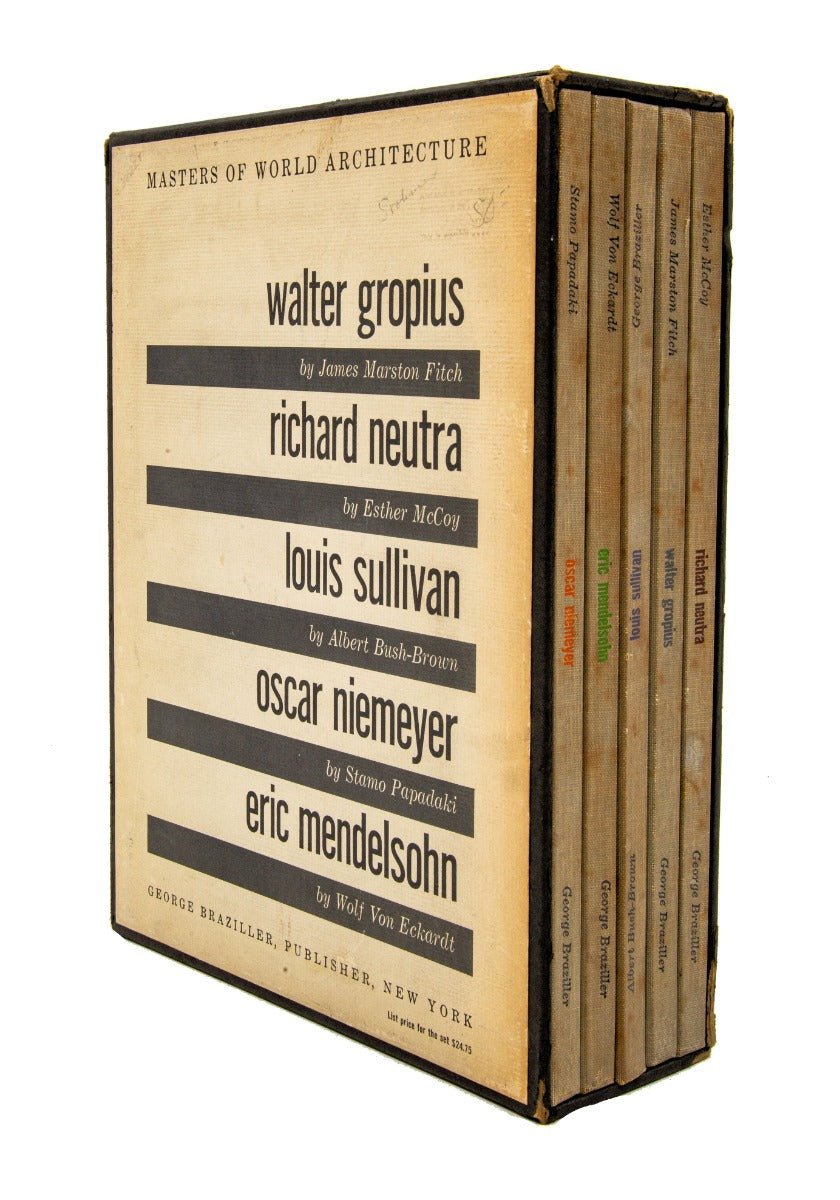 MASTERS OF WORLD ARCHITECTURE
walter gropius
by James Marston Fitch
richard neutra
by Esther McCoy
louis sullivan
by Albert Bush-Brown
oscar niemeyer
by Stamo Papadaki
eric mendelsohn
by Wolf Von Eckardt
GEORGE BRAZILLER, PUBLISHER, NEW YORK
List price for the set $24.75
Stamo Papadaki
oscar niemeyer
George Braziller
Wolf Von Eckardt
eric mendelsohn
George Braziller
George Braziller
louis sullivan
Albert Bush-Brown
James Marston Fitch
walter gropius
George Braziller
Esther McCoy
richard neutra
George Braziller